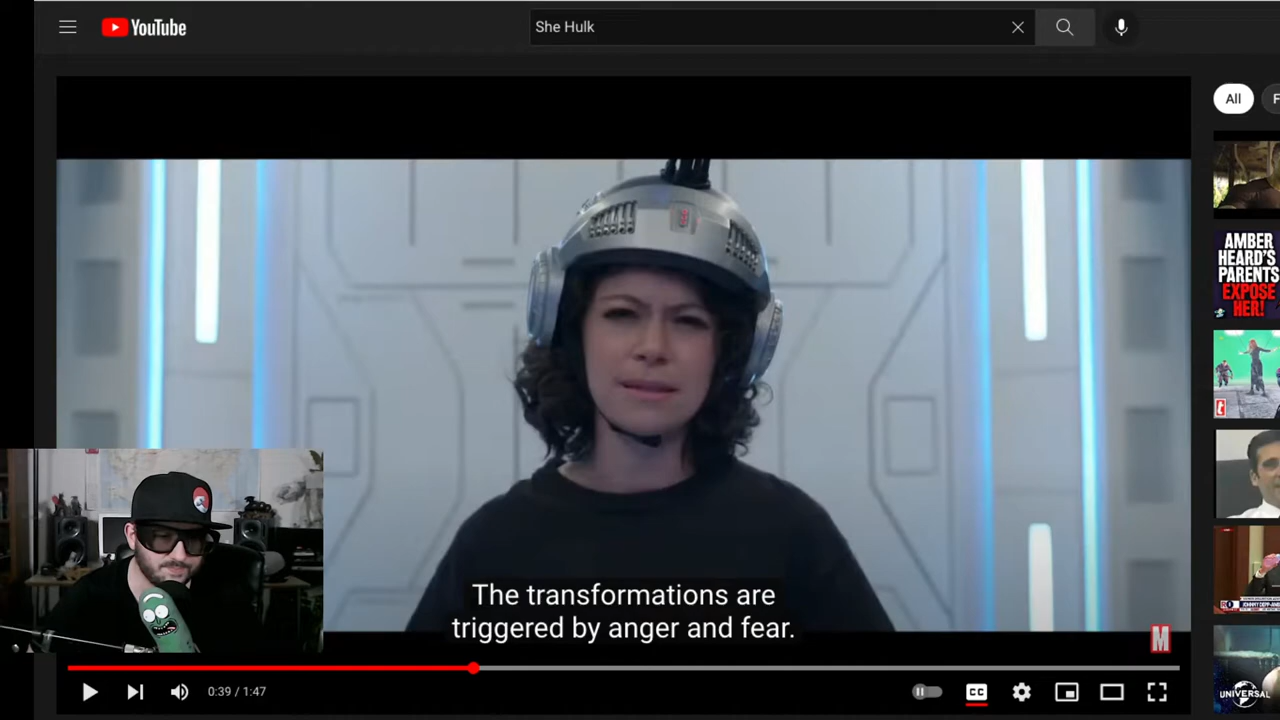 YouTube
She Hulk
All
AMBER
HEARD'S
PARENTS
EXPOSE
HER!
The transformations are
triggered by anger and fear.
M
0:39 / 1:47
CC
UNIVERSAL